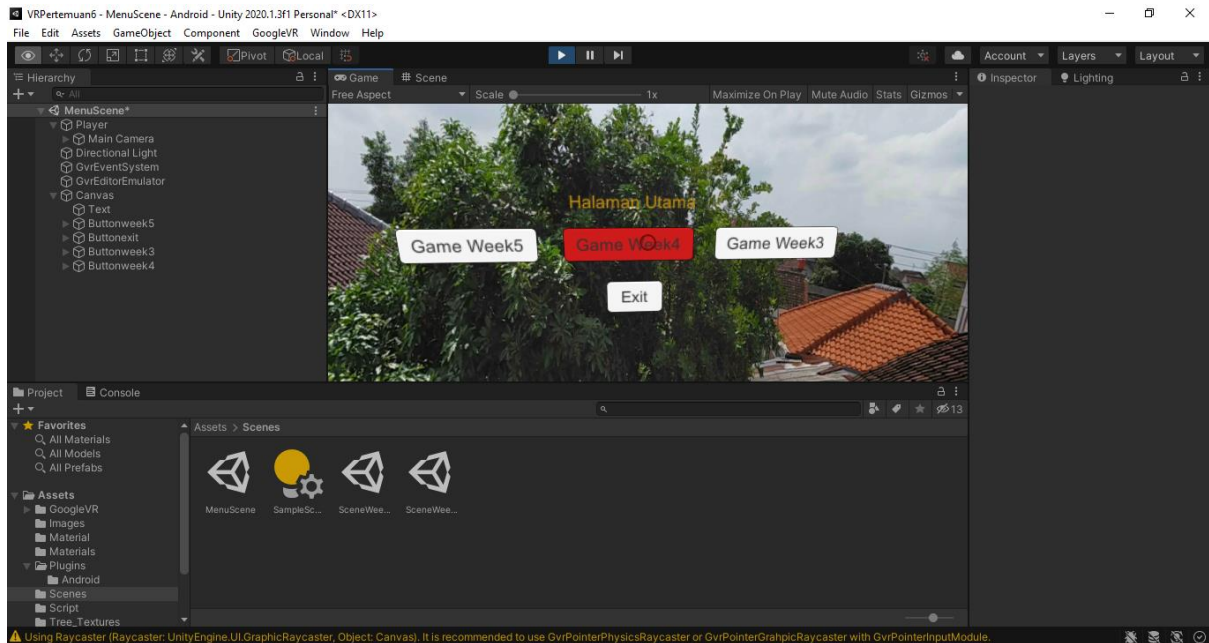 VRPertemuan6 - MenuScene - Android - Unity 2020.1.3f1 Personal* <DX11>
File Edit Assets GameObject Component GoogleVR Window Help
Pivot Local Account Layers Layout
Hierarchy
All
MenuScene*
Player
Main Camera
Directional Light
GvrEventSystem
GvrEditorEmulator
Canvas
Text
Buttonweek5
Buttonexit
Buttonweek3
Buttonweek4
Game Scene
Free Aspect Scale 1x Maximize On Play Mute Audio Stats Gizmos
Halaman Utama
Game Week5 Game Week4 Game Week3
Exit
Inspector Lighting
Project Console
13
Favorites
All Materials
All Models
All Prefabs
Assets
GoogleVR
Images
Material
Materials
Plugins
Android
Scenes
Script
Tree_Textures
Assets > Scenes
MenuScene SampleSc... SceneWee... SceneWee...
Using Raycaster (Raycaster: UnityEngine.UI.GraphicRaycaster, Object: Canvas). It is recommended to use GvrPointerPhysicsRaycaster or GvrPointerGrahpicRaycaster with GvrPointerInputModule.